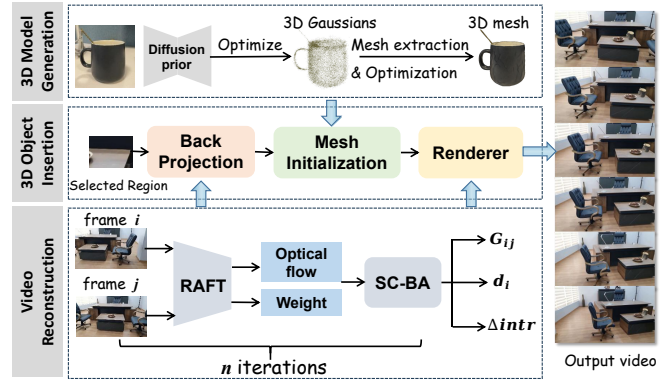 3D Model
Generation
Diffusion
prior
Optimize
3D Gaussians
Mesh extraction
& Optimization
3D mesh
3D Object
Insertion
Selected Region
Back
Projection
Mesh
Initialization
Renderer
Video
Reconstruction
frame i
frame j
RAFT
Optical
flow
Weight
SC-BA
G_{ij}
d_i
Δintr
n iterations
Output video